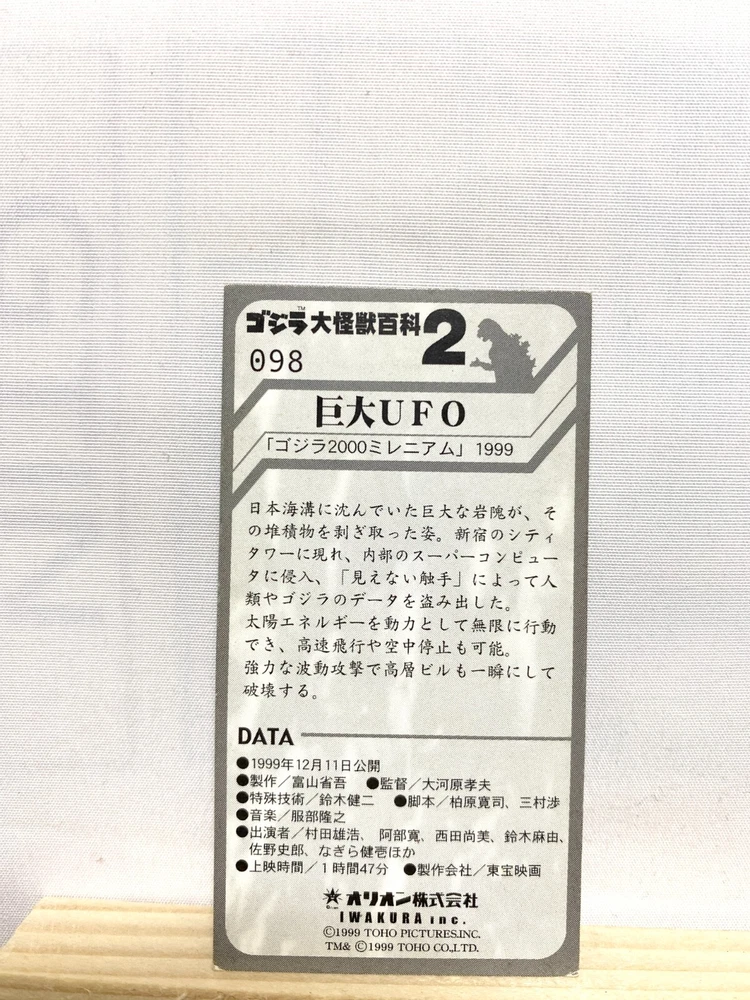 ゴジラ大怪獣百科2
TM
098
巨大UFO
「ゴジラ2000ミレニアム」1999
日本海溝に沈んでいた巨大な岩隗が、そ
の堆積物を剥ぎ取った姿。新宿のシティ
タワーに現れ、内部のスーパーコンピュー
タに侵入、「見えない触手」によって人
類やゴジラのデータを盗み出した。
太陽エネルギーを動力として無限に行動
でき、高速飛行や空中停止も可能。
強力な波動攻撃で高層ビルも一瞬にして
破壊する。
DATA
●1999年12月11日公開
●製作／富山省吾 ●監督／大河原孝夫
●特殊技術／鈴木健二 ●脚本／柏原寛司、三村渉
●音楽／服部隆之
●出演者／村田雄浩、阿部寛、西田尚美、鈴木麻由、
佐野史郎、なぎら健壱ほか
●上映時間／1時間47分 ●製作会社／東宝映画
オリオン株式会社
IWAKURA inc.
©1999 TOHO PICTURES.INC.
TM& ©1999 TOHO CO.,LTD.